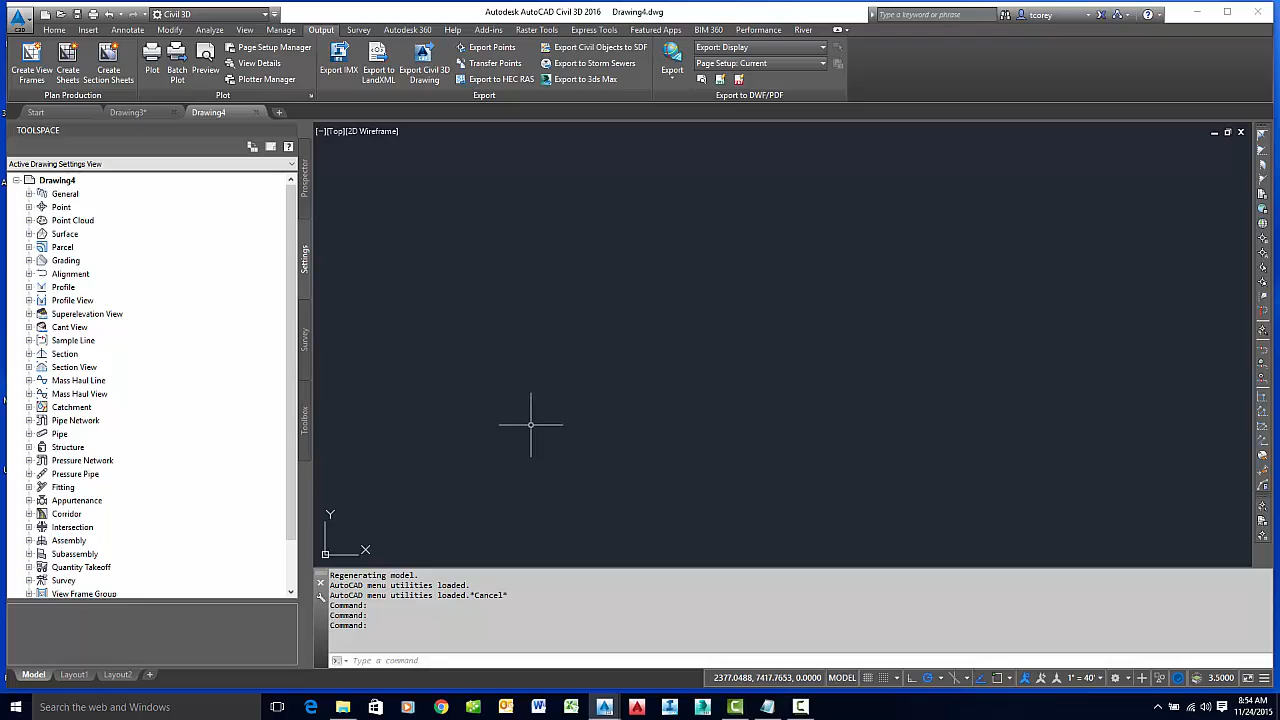 Civil 3D
Autodesk AutoCAD Civil 3D 2016 Drawing4.dwg
Type a keyword or phrase
tcorey
Home Insert Annotate Modify Analyze View Manage Output Survey Autodesk 360 Help Add-ins Raster Tools Express Tools Featured Apps BIM 360 Performance River
Create View Frames
Create Sheets
Create Section Sheets
Plan Production
Plot
Batch Plot
Preview
Page Setup Manager
View Details
Plotter Manager
Plot
Export IMX
Export to LandXML
Export Civil 3D Drawing
Export Points
Transfer Points
Export to HEC RAS
Export Civil Objects to SDF
Export to Storm Sewers
Export to 3ds Max
Export
Export
Export: Display
Page Setup: Current
Export to DWF/PDF
Start Drawing3* Drawing4
TOOLSPACE
Active Drawing Settings View
Drawing4
General
Point
Point Cloud
Surface
Parcel
Grading
Alignment
Profile
Profile View
Superelevation View
Cant View
Sample Line
Section
Section View
Mass Haul Line
Mass Haul View
Catchment
Pipe Network
Pipe
Structure
Pressure Network
Pressure Pipe
Fitting
Appurtenance
Corridor
Intersection
Assembly
Subassembly
Quantity Takeoff
Survey
View Frame Group
Prospector
Settings
Survey
Toolbox
[−][Top][2D Wireframe]
Y
X
Regenerating model.
AutoCAD menu utilities loaded.
AutoCAD menu utilities loaded.*Cancel*
Command:
Command:
Command:
Type a command
Model Layout1 Layout2
2377.0488, 7417.7653, 0.0000 MODEL 1" = 40' 3.5000
Search the web and Windows
8:54 AM
11/24/2015